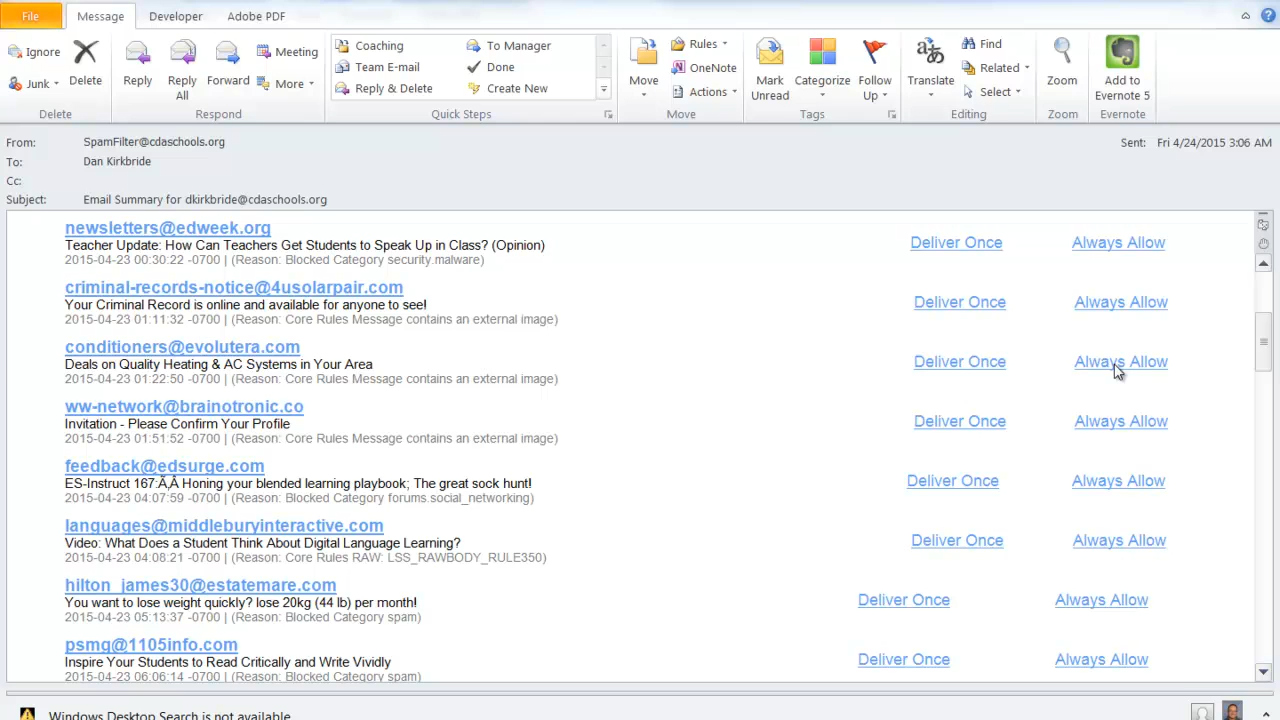 File Message Developer Adobe PDF
Ignore Delete Reply Reply All Forward Meeting Coaching To Manager Move Rules Mark Unread Categorize Follow Up Translate Find Zoom Add to Evernote 5
Team E-mail Done OneNote Related
Junk More Reply & Delete Create New Actions Select
Delete Respond Quick Steps Move Tags Editing Zoom Evernote
From: SpamFilter@cdaschools.org Sent: Fri 4/24/2015 3:06 AM
To: Dan Kirkbride
Cc:
Subject: Email Summary for dkirkbride@cdaschools.org
newsletters@edweek.org
Teacher Update: How Can Teachers Get Students to Speak Up in Class? (Opinion) Deliver Once Always Allow
2015-04-23 00:30:22 -0700 | (Reason: Blocked Category security.malware)
criminal-records-notice@4usolarpair.com
Your Criminal Record is online and available for anyone to see! Deliver Once Always Allow
2015-04-23 01:11:32 -0700 | (Reason: Core Rules Message contains an external image)
conditioners@evolutera.com
Deals on Quality Heating & AC Systems in Your Area Deliver Once Always Allow
2015-04-23 01:22:50 -0700 | (Reason: Core Rules Message contains an external image)
ww-network@brainotronic.co
Invitation - Please Confirm Your Profile Deliver Once Always Allow
2015-04-23 01:51:52 -0700 | (Reason: Core Rules Message contains an external image)
feedback@edsurge.com
ES-Instruct 167:Ã‚Â Honing your blended learning playbook; The great sock hunt! Deliver Once Always Allow
2015-04-23 04:07:59 -0700 | (Reason: Blocked Category forums.social_networking)
languages@middleburyinteractive.com
Video: What Does a Student Think About Digital Language Learning? Deliver Once Always Allow
2015-04-23 04:08:21 -0700 | (Reason: Core Rules RAW: LSS_RAWBODY_RULE350)
hilton_james30@estatemare.com
You want to lose weight quickly? lose 20kg (44 lb) per month! Deliver Once Always Allow
2015-04-23 05:13:37 -0700 | (Reason: Blocked Category spam)
psmg@1105info.com
Inspire Your Students to Read Critically and Write Vividly Deliver Once Always Allow
2015-04-23 06:06:14 -0700 | (Reason: Blocked Category spam)
Windows Desktop Search is not available.